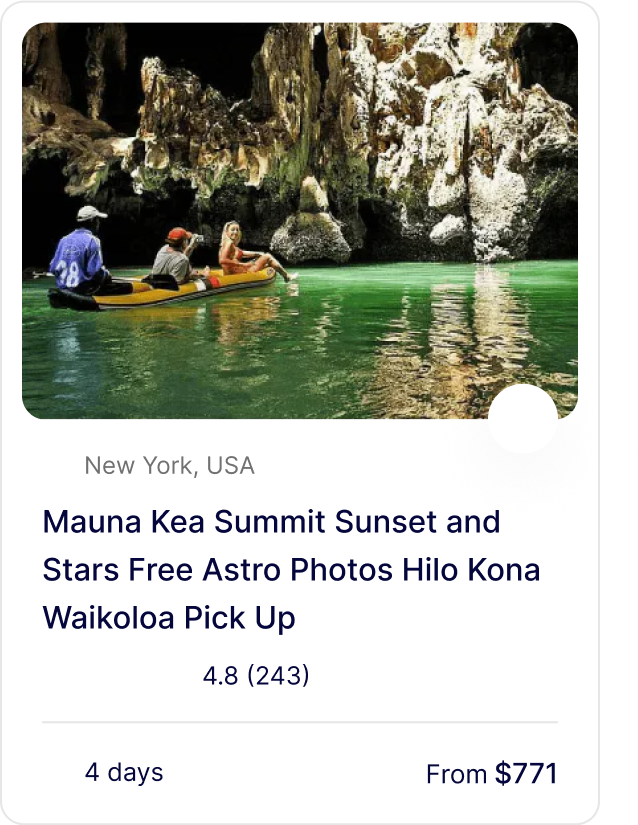 28
New York, USA
Mauna Kea Summit Sunset and
Stars Free Astro Photos Hilo Kona
Waikoloa Pick Up
4.8 (243)
4 days
From $771